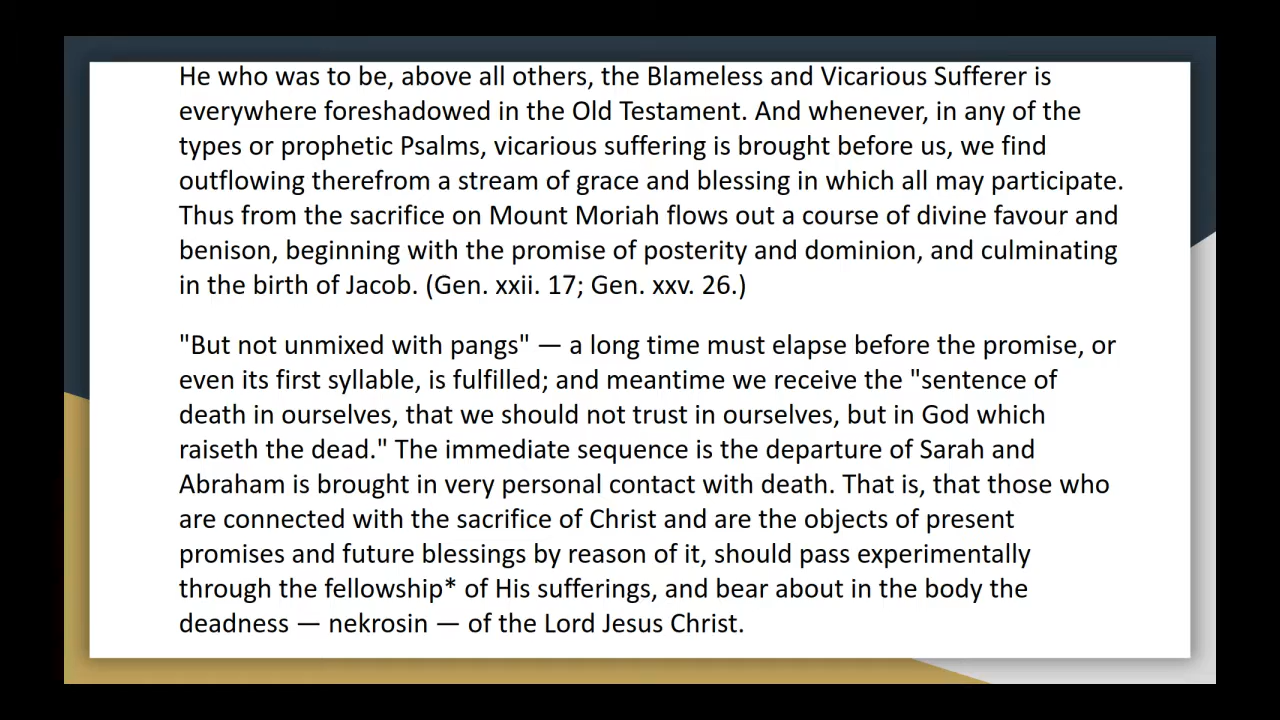 He who was to be, above all others, the Blameless and Vicarious Sufferer is
everywhere foreshadowed in the Old Testament. And whenever, in any of the
types or prophetic Psalms, vicarious suffering is brought before us, we find
outflowing therefrom a stream of grace and blessing in which all may participate.
Thus from the sacrifice on Mount Moriah flows out a course of divine favour and
benison, beginning with the promise of posterity and dominion, and culminating
in the birth of Jacob. (Gen. xxii. 17; Gen. xxv. 26.)
"But not unmixed with pangs" — a long time must elapse before the promise, or
even its first syllable, is fulfilled; and meantime we receive the "sentence of
death in ourselves, that we should not trust in ourselves, but in God which
raiseth the dead." The immediate sequence is the departure of Sarah and
Abraham is brought in very personal contact with death. That is, that those who
are connected with the sacrifice of Christ and are the objects of present
promises and future blessings by reason of it, should pass experimentally
through the fellowship* of His sufferings, and bear about in the body the
deadness — nekrosin — of the Lord Jesus Christ.